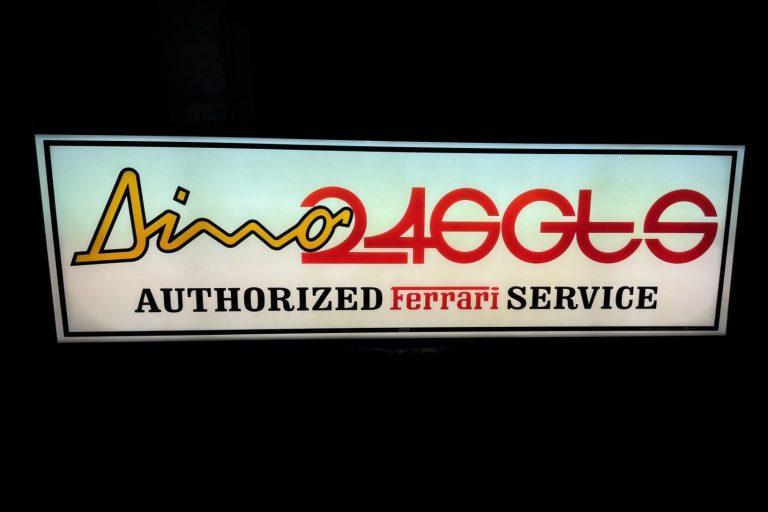 Dino 246GtS
AUTHORIZED Ferrari SERVICE